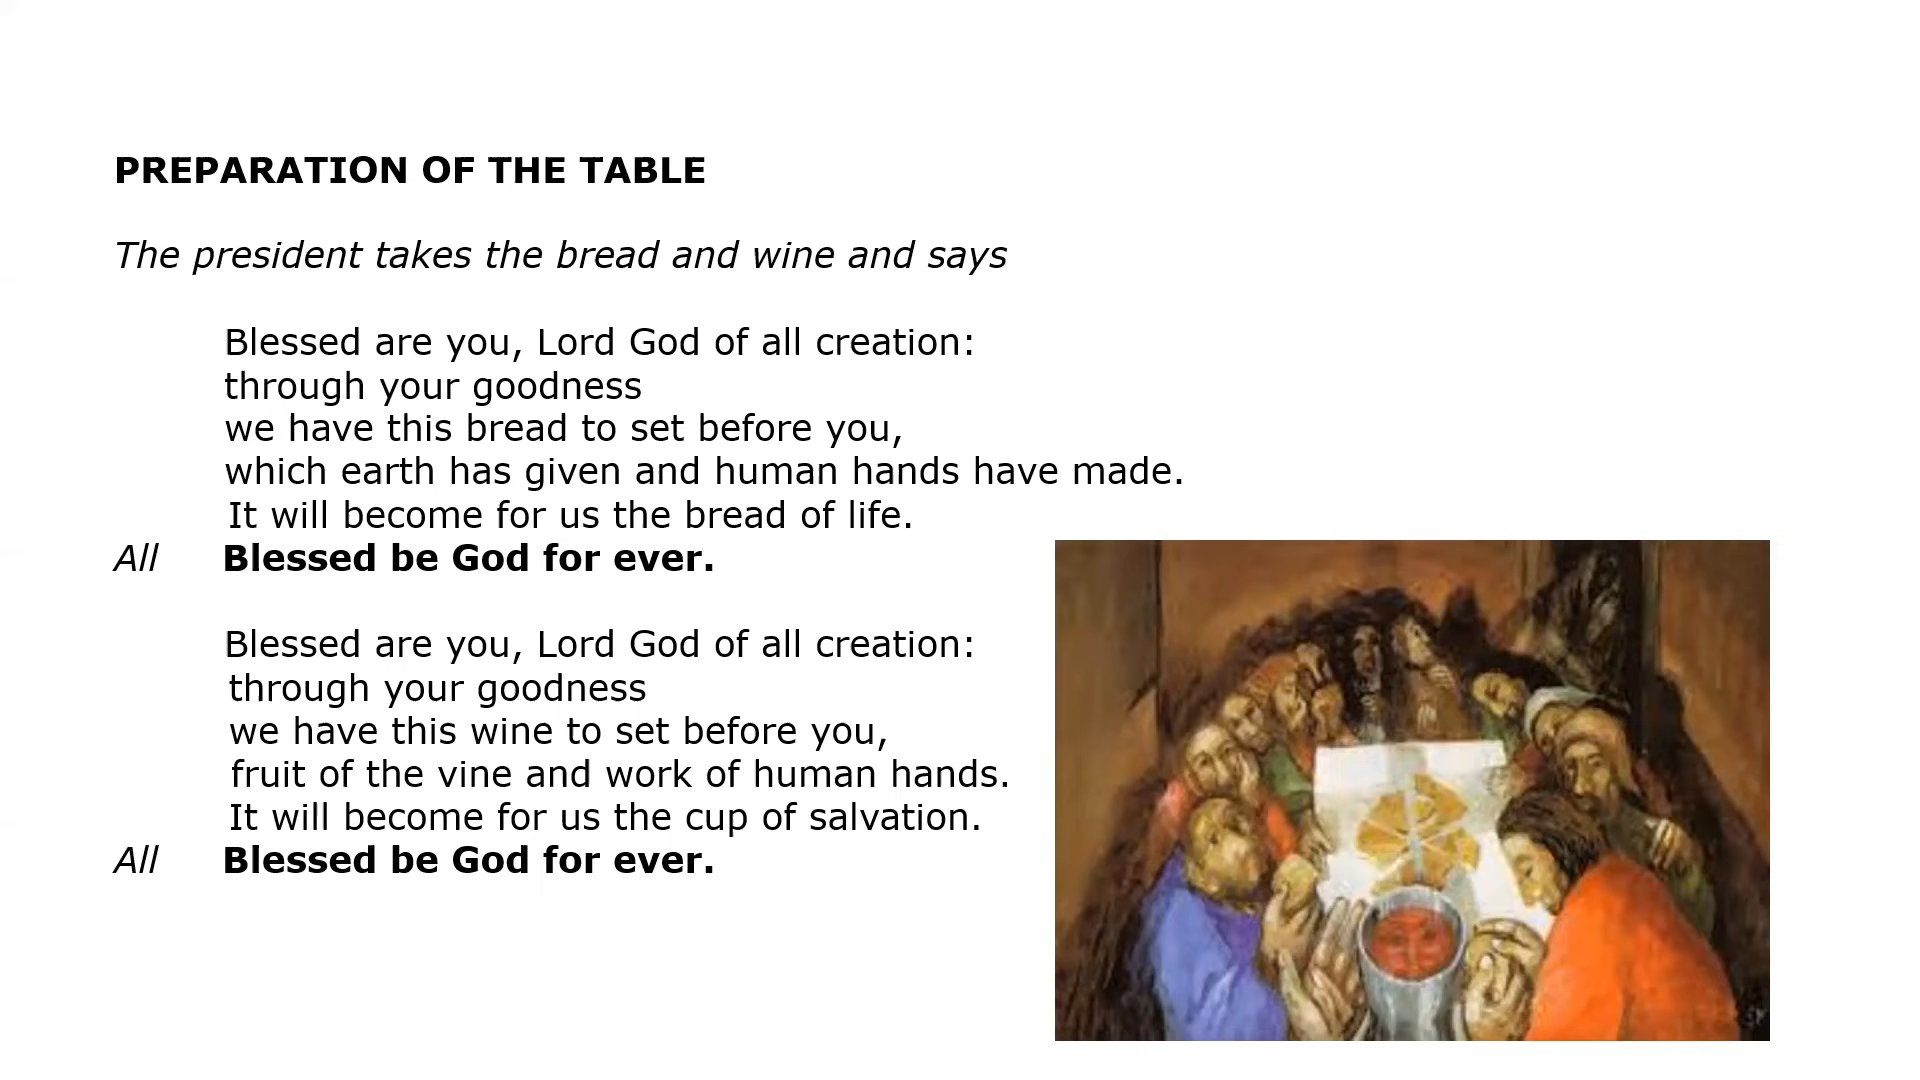 PREPARATION OF THE TABLE
The president takes the bread and wine and says
Blessed are you, Lord God of all creation:
through your goodness
we have this bread to set before you,
which earth has given and human hands have made.
It will become for us the bread of life.
All Blessed be God for ever.
Blessed are you, Lord God of all creation:
through your goodness
we have this wine to set before you,
fruit of the vine and work of human hands.
It will become for us the cup of salvation.
All Blessed be God for ever.